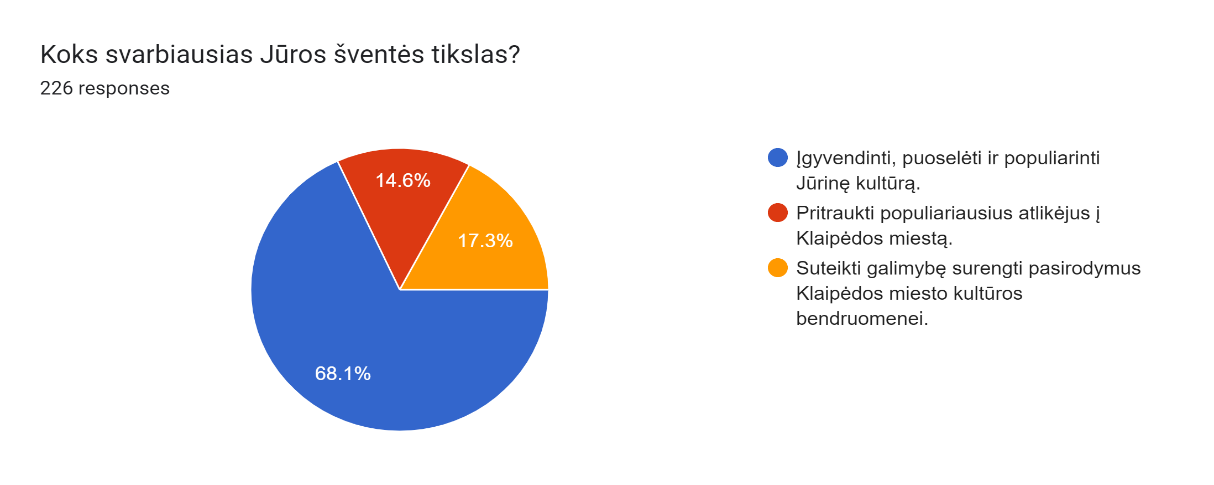 Koks svarbiausias Jūros šventės tikslas?
226 responses
14.6%
17.3%
68.1%
Įgyvendinti, puoselėti ir populiarinti
Jūrinę kultūrą.
Pritraukti populiariausius atlikėjus į
Klaipėdos miestą.
Suteikti galimybę surengti pasirodymus
Klaipėdos miesto kultūros
bendruomenei.